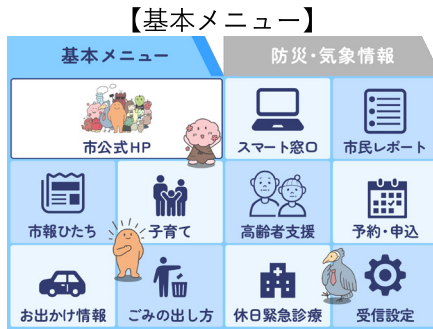 【基本メニュー】
基本メニュー
防災・気象情報
市公式HP
スマート窓口
市民レポート
市報ひたち
子育て
高齢者支援
予約・申込
お出かけ情報
ごみの出し方
休日緊急診療
受信設定